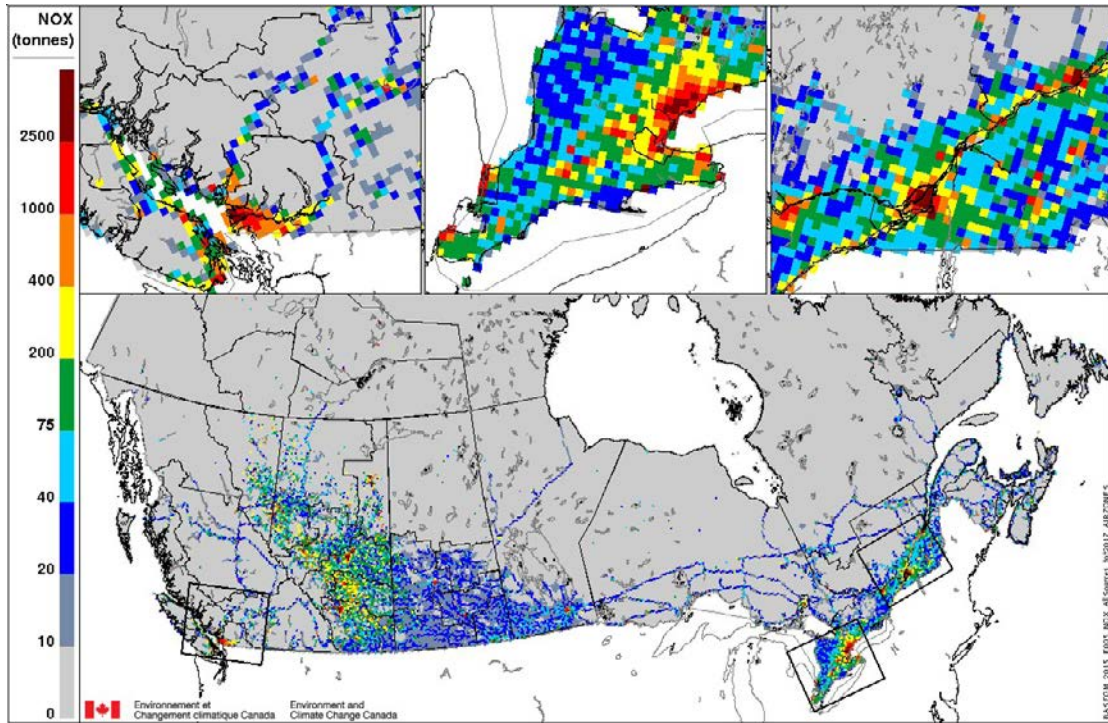 NOX
(tonnes)
2500
1000
400
200
75
40
20
10
0
Environnement et
Changement climatique Canada
Environment and
Climate Change Canada